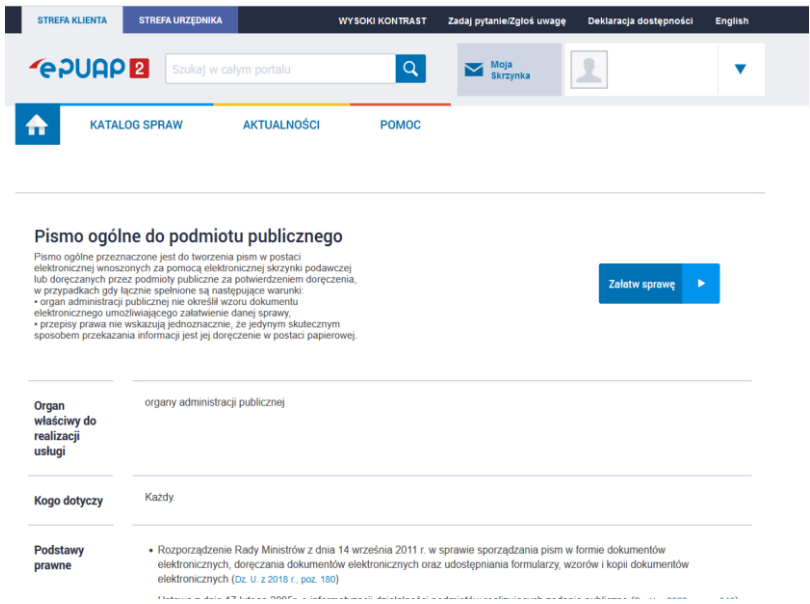 STREFA KLIENTA STREFA URZĘDNIKA WYSOKI KONTRAST Zadaj pytanie/Zgłoś uwagę Deklaracja dostępności English
ePUAP 2 Szukaj w całym portalu Moja
Skrzynka
KATALOG SPRAW AKTUALNOŚCI POMOC
Pismo ogólne do podmiotu publicznego
Pismo ogólne przeznaczone jest do tworzenia pism w postaci
elektronicznej wnoszonych za pomocą elektronicznej skrzynki podawczej
lub doręczanych przez podmioty publiczne za potwierdzeniem doręczenia,
w przypadkach gdy łącznie spełnione są następujące warunki:
• organ administracji publicznej nie określił wzoru dokumentu
elektronicznego umożliwiającego załatwienie danej sprawy,
• przepisy prawa nie wskazują jednoznacznie, że jedynym skutecznym
sposobem przekazania informacji jest jej doręczenie w postaci papierowej.
Załatw sprawę
Organ
właściwy do
realizacji
usługi
organy administracji publicznej
Kogo dotyczy
Każdy.
Podstawy
prawne
• Rozporządzenie Rady Ministrów z dnia 14 września 2011 r. w sprawie sporządzania pism w formie dokumentów
elektronicznych, doręczania dokumentów elektronicznych oraz udostępniania formularzy, wzorów i kopii dokumentów
elektronicznych (Dz. U. z 2018 r., poz. 180)